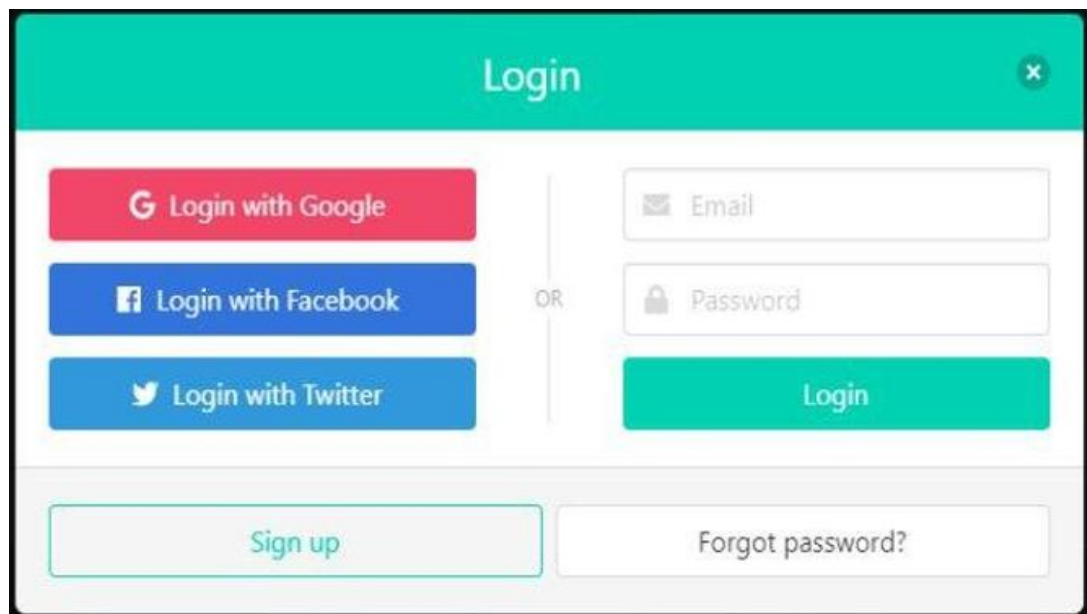 Login
Login with Google
Login with Facebook
Login with Twitter
OR
Email
Password
Login
Sign up
Forgot password?